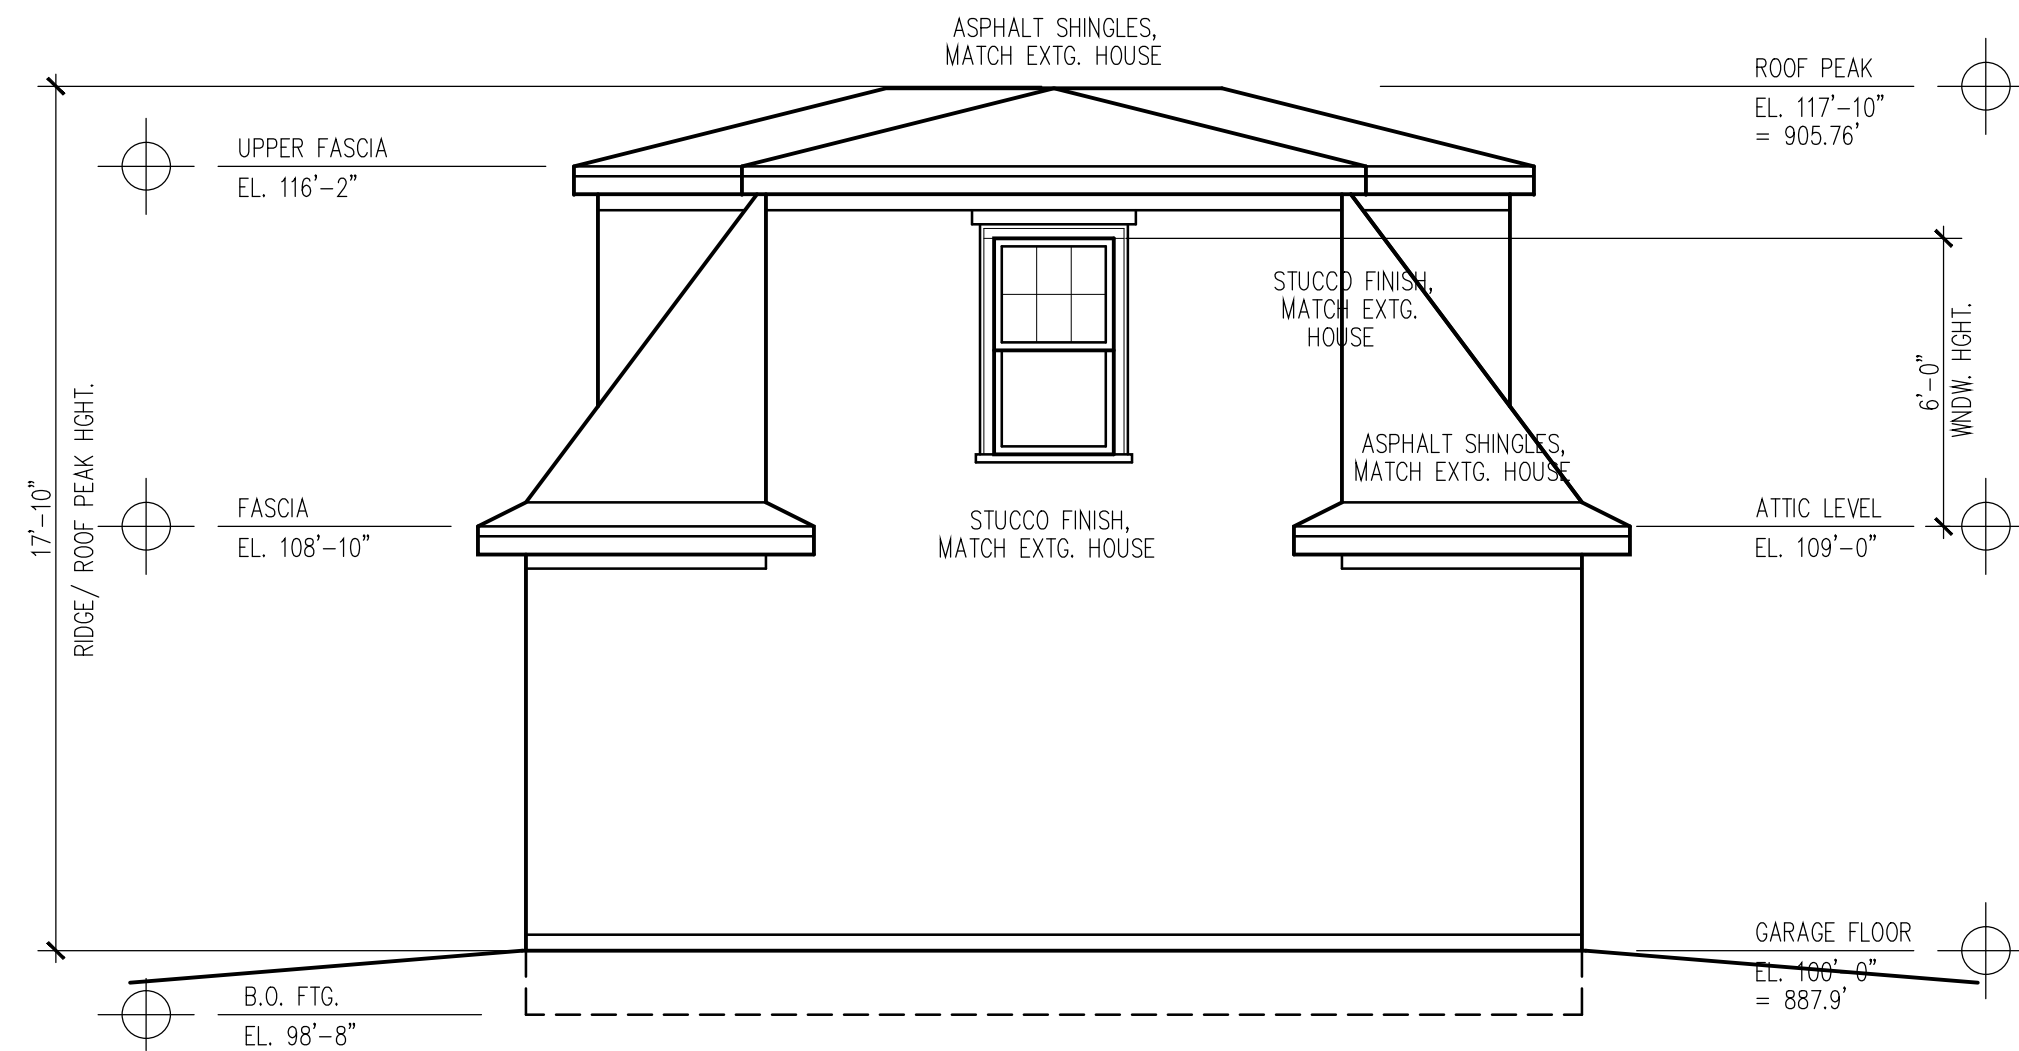 ASPHALT SHINGLES,
MATCH EXTG. HOUSE
ROOF PEAK
EL. 117'-10"
= 905.76'
UPPER FASCIA
EL. 116'-2"
STUCCO FINISH,
MATCH EXTG.
HOUSE
6'-0"
WNDW. HGHT.
17'-10"
RIDGE/ ROOF PEAK HGHT.
ASPHALT SHINGLES,
MATCH EXTG. HOUSE
FASCIA
EL. 108'-10"
STUCCO FINISH,
MATCH EXTG. HOUSE
ATTIC LEVEL
EL. 109'-0"
GARAGE FLOOR
EL. 100'-0"
= 887.9'
B.O. FTG.
EL. 98'-8"